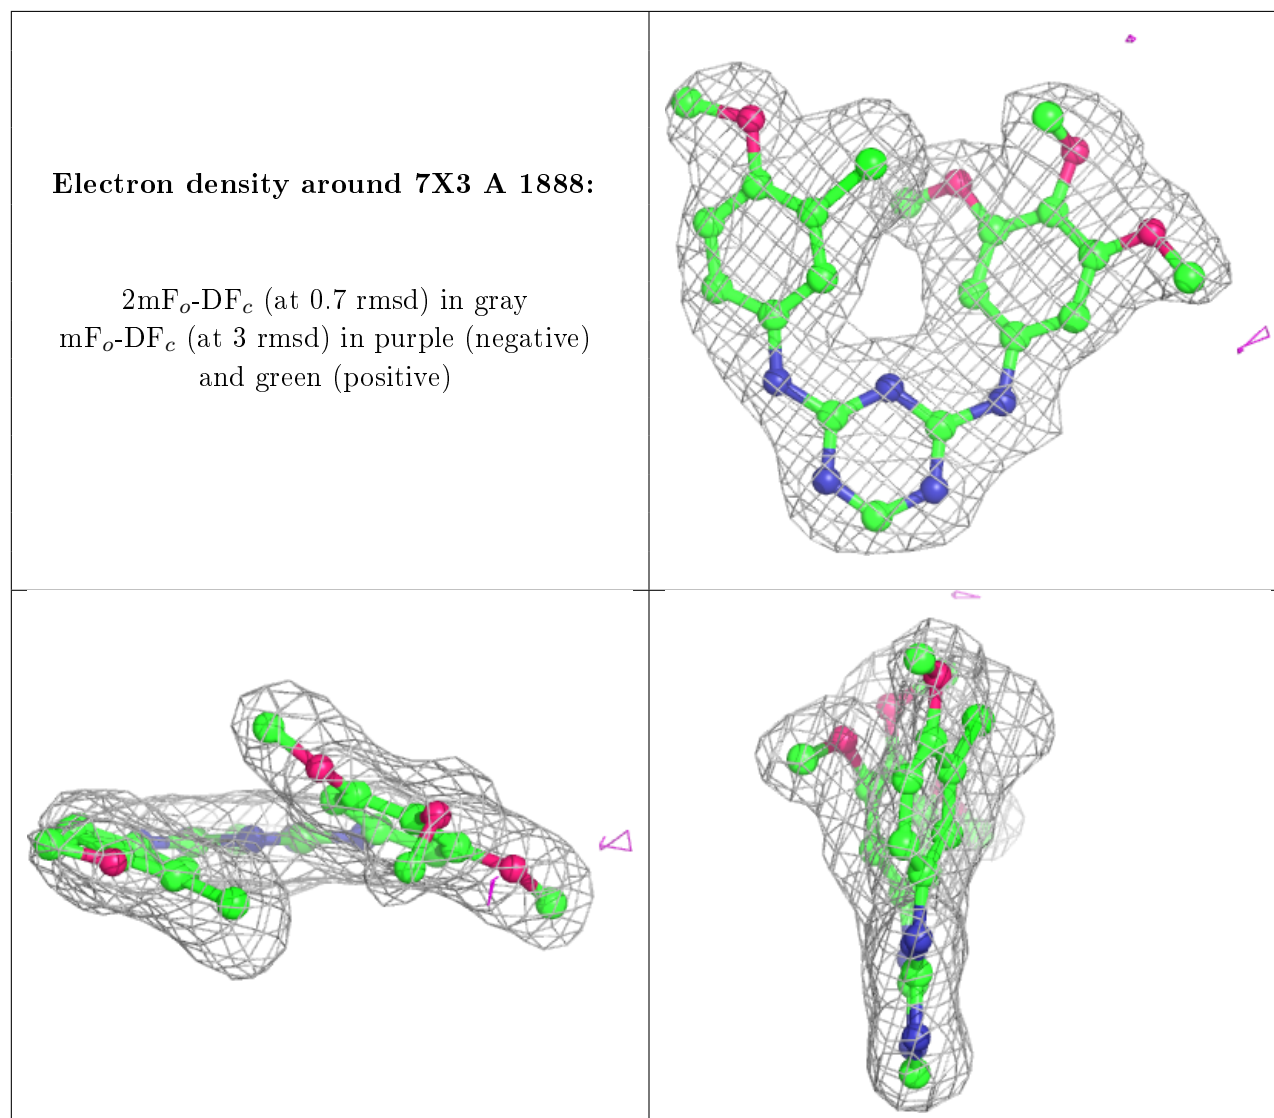 Electron density around 7X3 A 1888:
2mFₒ-DF𝒸 (at 0.7 rmsd) in gray
mFₒ-DF𝒸 (at 3 rmsd) in purple (negative)
and green (positive)